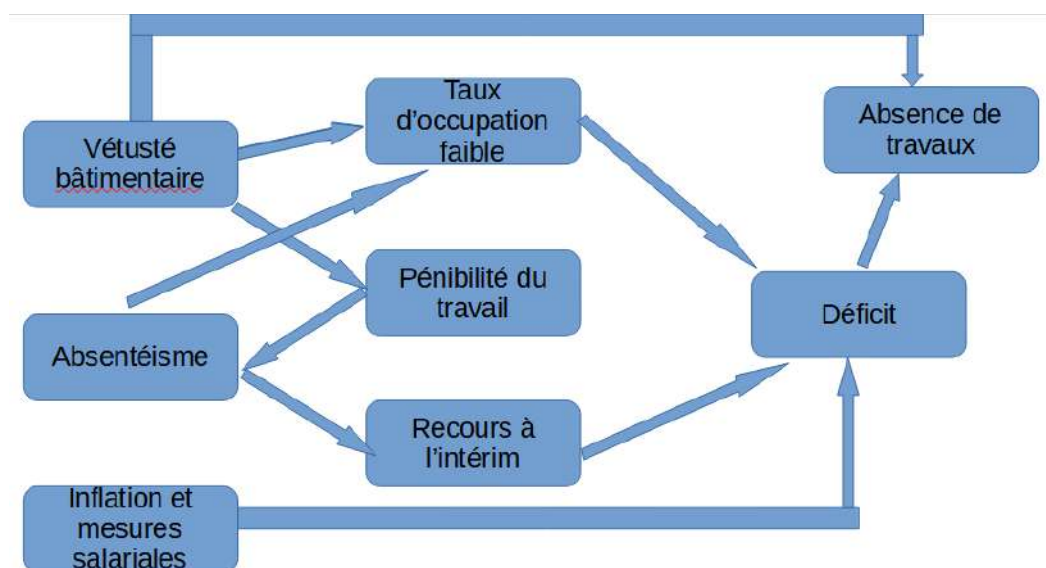 Taux
d'occupation
faible
Absence de
travaux
Vétusté
bâtimentaire
Pénibilité du
travail
Déficit
Absentéisme
Recours à
l'intérim
Inflation et
mesures
salariales